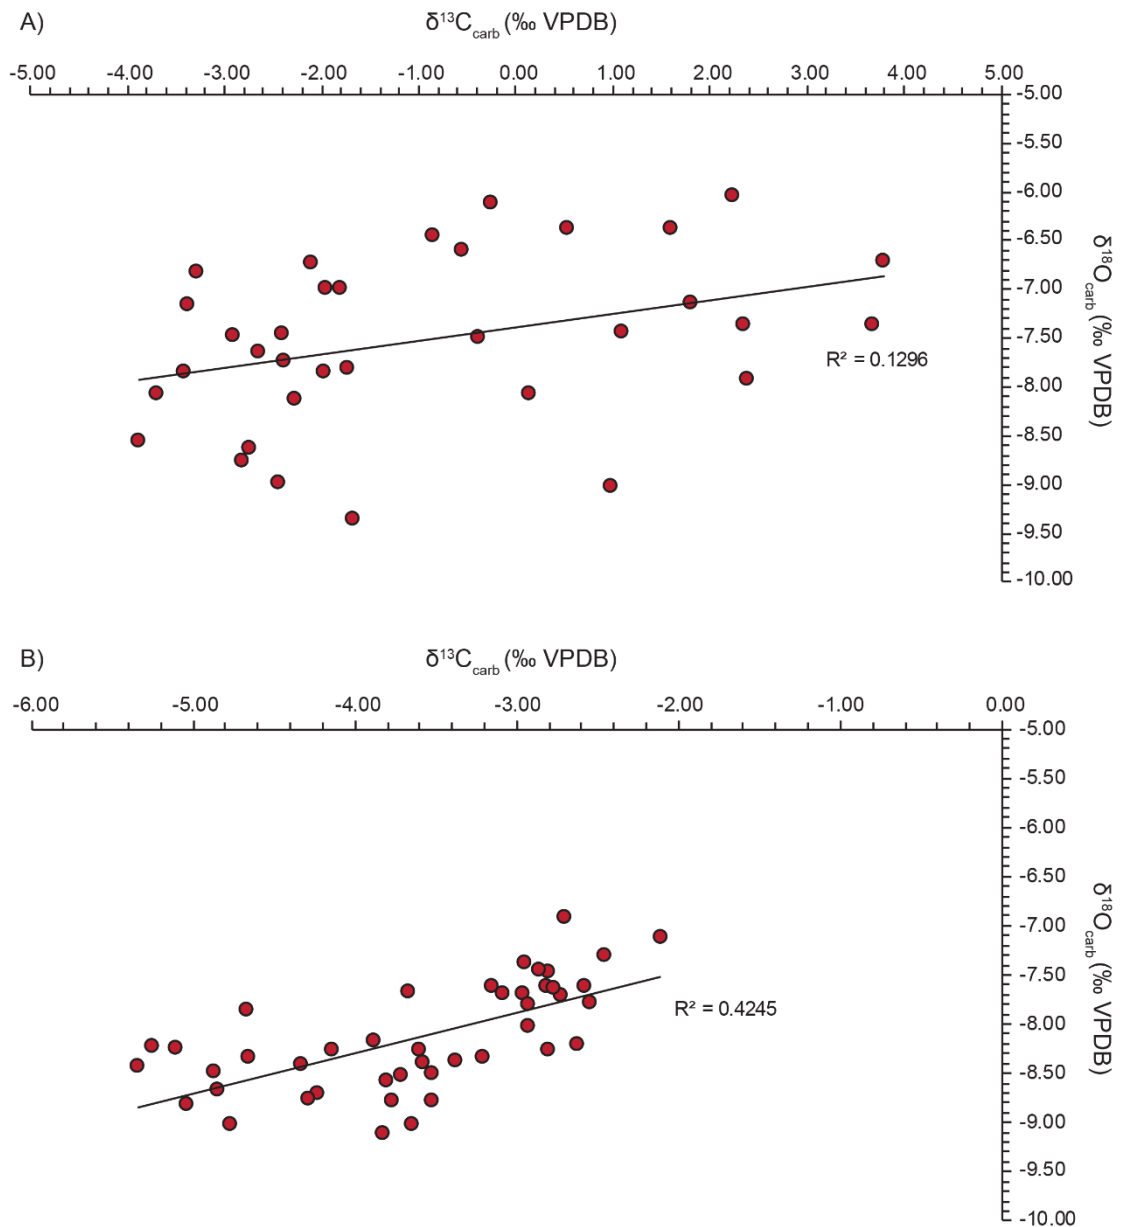 A)
δ¹³C_carb (‰ VPDB)
-5.00 -4.00 -3.00 -2.00 -1.00 0.00 1.00 2.00 3.00 4.00 5.00
-5.00
-5.50
-6.00
-6.50
-7.00
-7.50
-8.00
-8.50
-9.00
-9.50
-10.00
δ¹⁸O_carb (‰ VPDB)
R² = 0.1296
B)
δ¹³C_carb (‰ VPDB)
-6.00 -5.00 -4.00 -3.00 -2.00 -1.00 0.00
-5.00
-5.50
-6.00
-6.50
-7.00
-7.50
-8.00
-8.50
-9.00
-9.50
-10.00
δ¹⁸O_carb (‰ VPDB)
R² = 0.4245